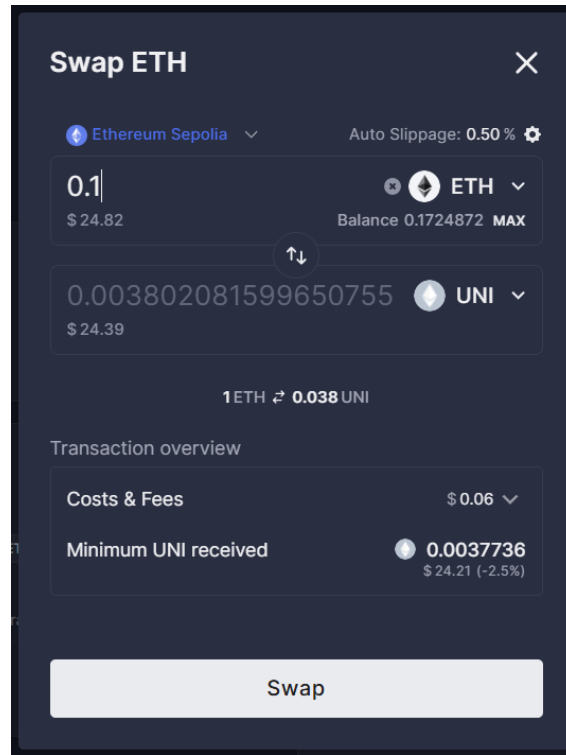 Swap ETH
Ethereum Sepolia Auto Slippage: 0.50 %
0.1 ETH
$ 24.82 Balance 0.1724872 MAX
0.003802081599650755 UNI
$ 24.39
1 ETH ⇄ 0.038 UNI
Transaction overview
Costs & Fees $ 0.06
Minimum UNI received 0.0037736
$ 24.21 (-2.5%)
Swap